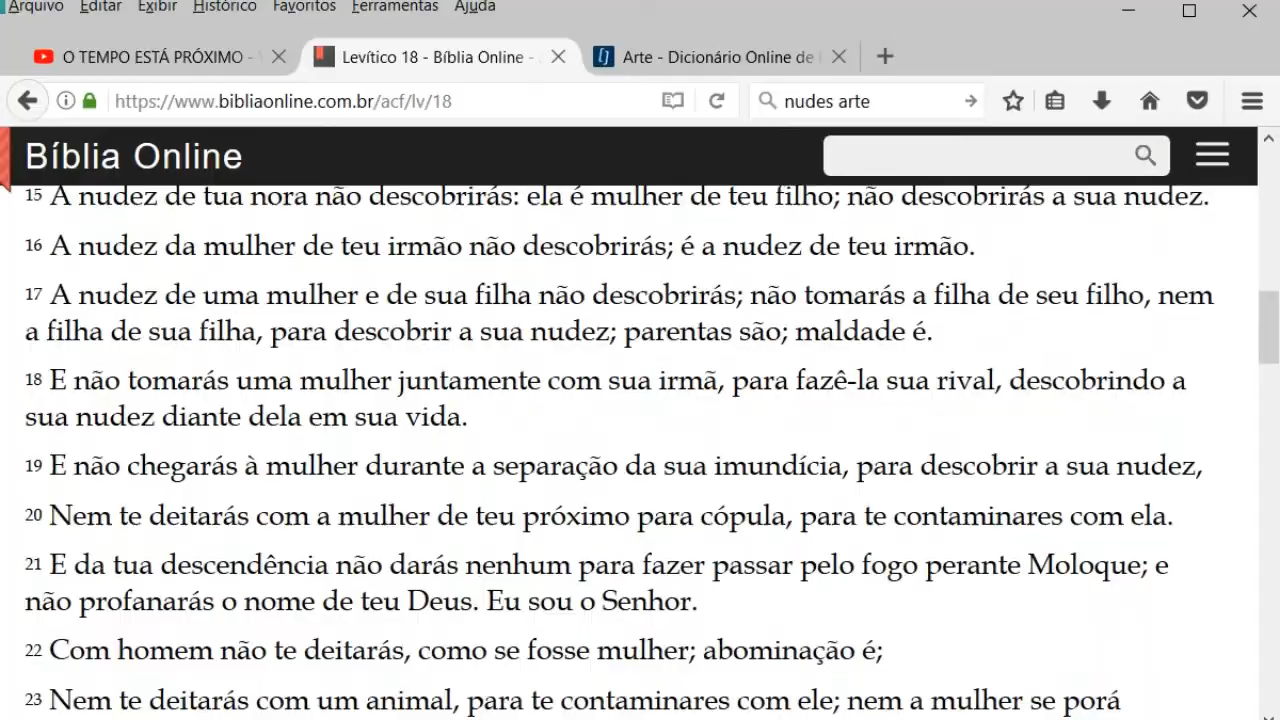 Arquivo Editar Exibir Histórico Favoritos Ferramentas Ajuda
O TEMPO ESTÁ PRÓXIMO -
Levítico 18 - Bíblia Online -
Arte - Dicionário Online de
https://www.bibliaonline.com.br/acf/lv/18
nudes arte
Bíblia Online
15 A nudez de tua nora não descobrirás: ela é mulher de teu filho; não descobrirás a sua nudez.
16 A nudez da mulher de teu irmão não descobrirás; é a nudez de teu irmão.
17 A nudez de uma mulher e de sua filha não descobrirás; não tomarás a filha de seu filho, nem
a filha de sua filha, para descobrir a sua nudez; parentas são; maldade é.
18 E não tomarás uma mulher juntamente com sua irmã, para fazê-la sua rival, descobrindo a
sua nudez diante dela em sua vida.
19 E não chegarás à mulher durante a separação da sua imundícia, para descobrir a sua nudez,
20 Nem te deitarás com a mulher de teu próximo para cópula, para te contaminares com ela.
21 E da tua descendência não darás nenhum para fazer passar pelo fogo perante Moloque; e
não profanarás o nome de teu Deus. Eu sou o Senhor.
22 Com homem não te deitarás, como se fosse mulher; abominação é;
23 Nem te deitarás com um animal, para te contaminares com ele; nem a mulher se porá